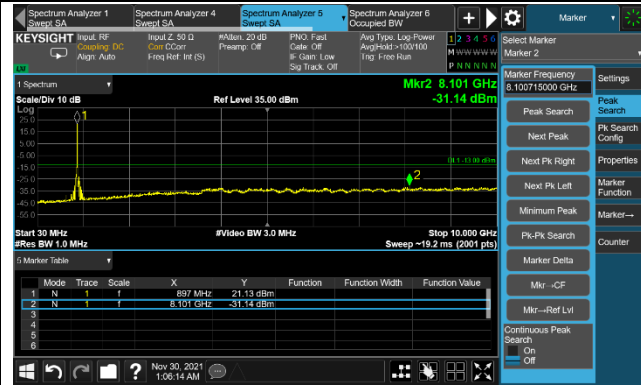 Spectrum Analyzer 1
Swept SA
Spectrum Analyzer 4
Swept SA
Spectrum Analyzer 5
Swept SA
Spectrum Analyzer 6
Occupied BW
Marker
KEYSIGHT
Input: RF
Coupling: DC
Align: Auto
Input Z: 50 Ω
Corr CCorr
Freq Ref: Int (S)
#Atten: 20 dB
Preamp: Off
PNO: Fast
Gate: Off
IF Gain: Low
Sig Track: Off
Avg Type: Log-Power
Avg|Hold:>100/100
Trig: Free Run
1 2 3 4 5 6
M W W W W W
P N N N N N
LXI
Select Marker
Marker 2
Marker Frequency
8.100715000 GHz
Peak Search
Next Peak
Next Pk Right
Next Pk Left
Minimum Peak
Pk-Pk Search
Marker Delta
Mkr→CF
Mkr→Ref Lvl
Continuous Peak
Search
On
Off
Settings
Peak
Search
Pk Search
Config
Properties
Marker
Function
Marker→
Counter
1 Spectrum
Scale/Div 10 dB
Ref Level 35.00 dBm
Mkr2 8.101 GHz
-31.14 dBm
Log
25.0
15.0
5.00
-5.00
-15.0
-25.0
-35.0
-45.0
-55.0
1
2
DL1 -13.00 dBm
Start 30 MHz
#Res BW 1.0 MHz
#Video BW 3.0 MHz
Stop 10.000 GHz
Sweep ~19.2 ms (2001 pts)
5 Marker Table
Mode Trace Scale X Y Function Function Width Function Value
1 N 1 f 897 MHz 21.13 dBm
2 N 1 f 8.101 GHz -31.14 dBm
3
4
5
6
Nov 30, 2021
1:06:14 AM